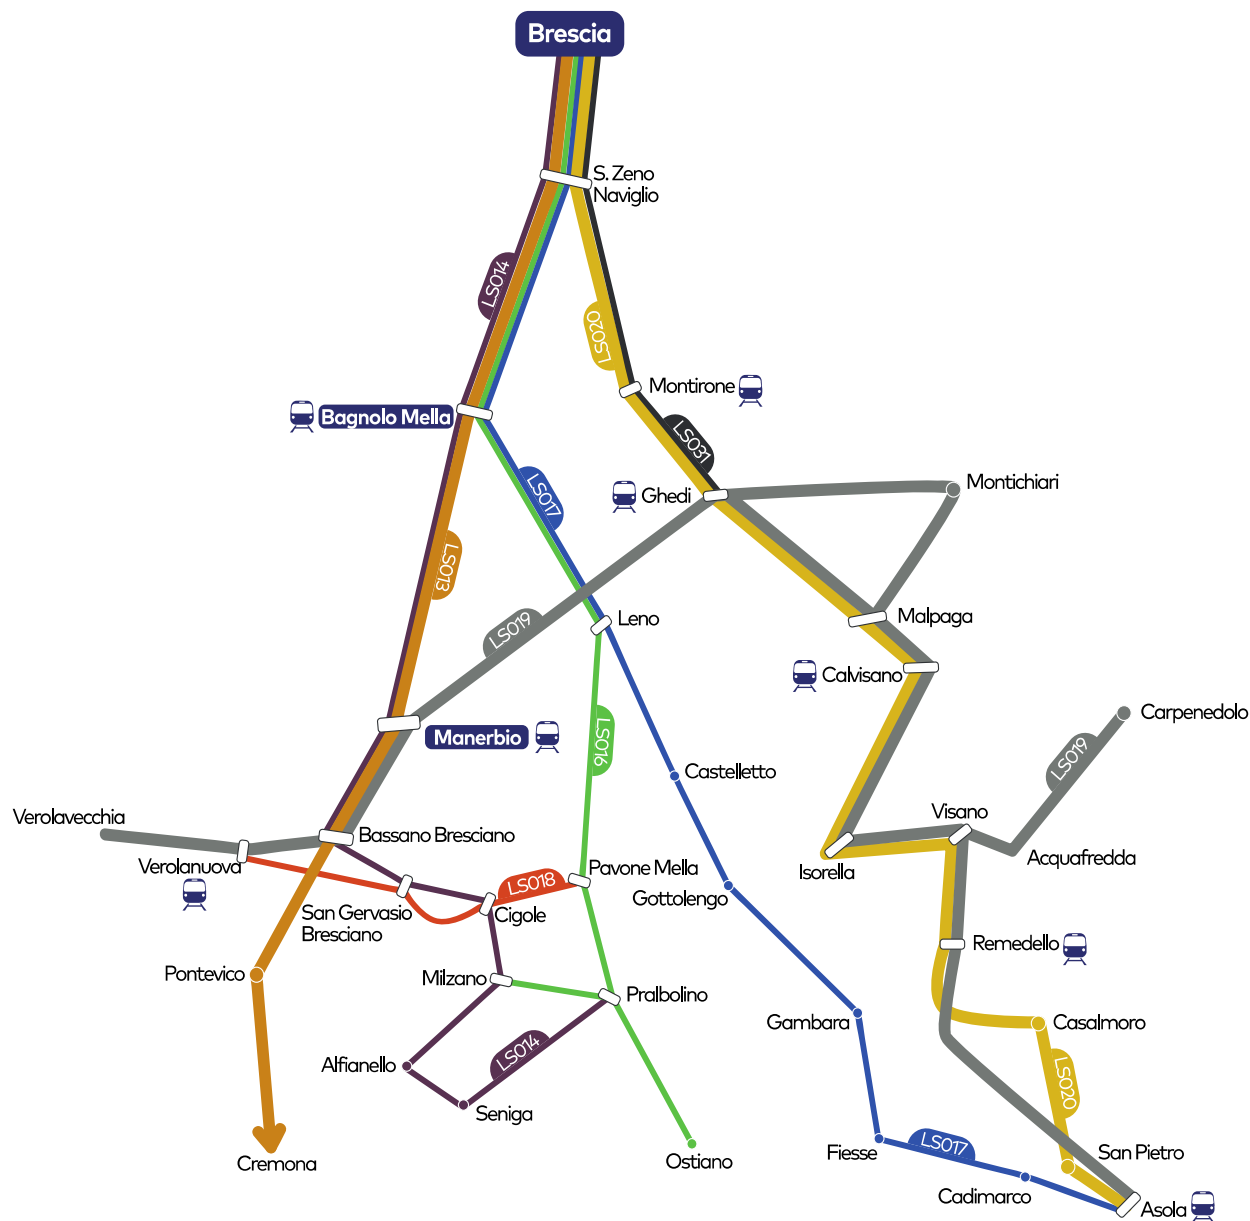 Brescia
S. Zeno
Naviglio
LS014
LS020
Montirone
Bagnolo Mella
LS031
LS017
Ghedi
Montichiari
LS013
LS019
Leno
Malpaga
Calvisano
Carpenedolo
Manerbio
LS016
LS019
Castelletto
Verolavecchia
Bassano Bresciano
Visano
Verolanuova
Isorella
Acquafredda
Pavone Mella
LS018
Gottolengo
San Gervasio
Bresciano
Cigole
Remedello
Pontevico
Milzano
Pralbolino
Gambara
Casalmoro
LS014
Alfianello
LS020
Seniga
LS017
Fiesse
San Pietro
Cremona
Ostiano
Cadimarco
Asola